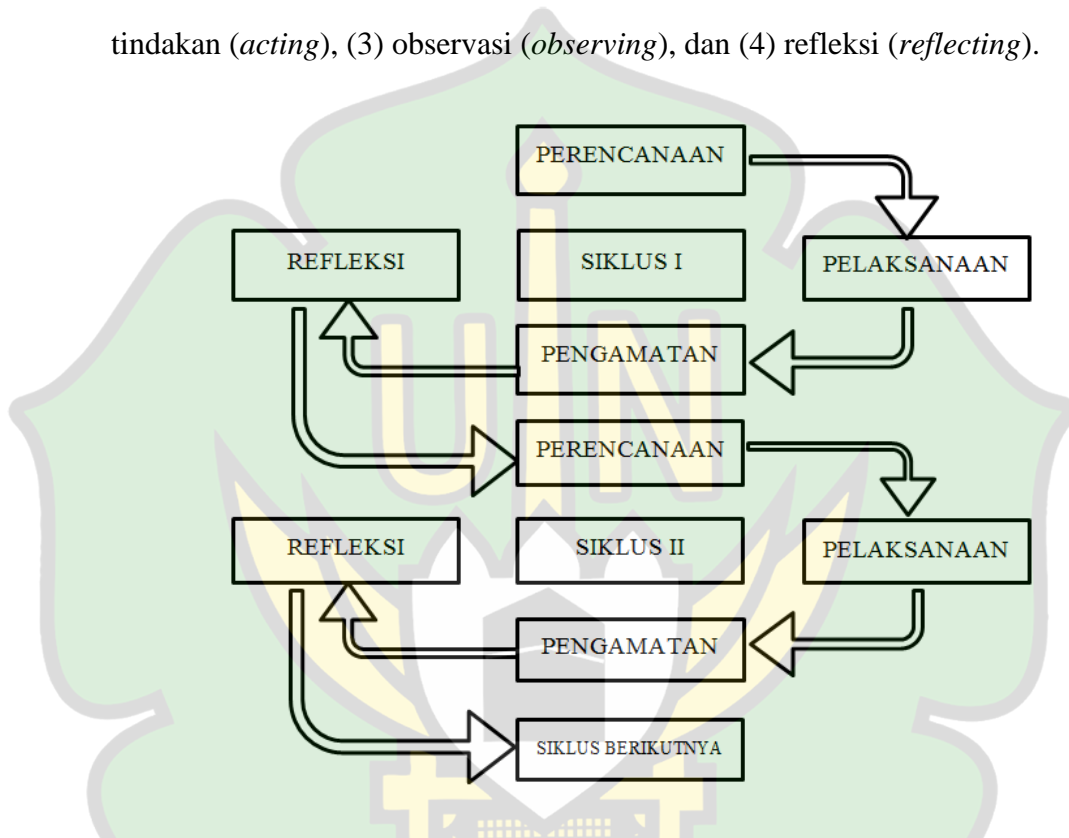 tindakan (acting), (3) observasi (observing), dan (4) refleksi (reflecting).
PERENCANAAN
REFLEKSI
SIKLUS I
PELAKSANAAN
PENGAMATAN
PERENCANAAN
REFLEKSI
SIKLUS II
PELAKSANAAN
PENGAMATAN
SIKLUS BERIKUTNYA
UIN